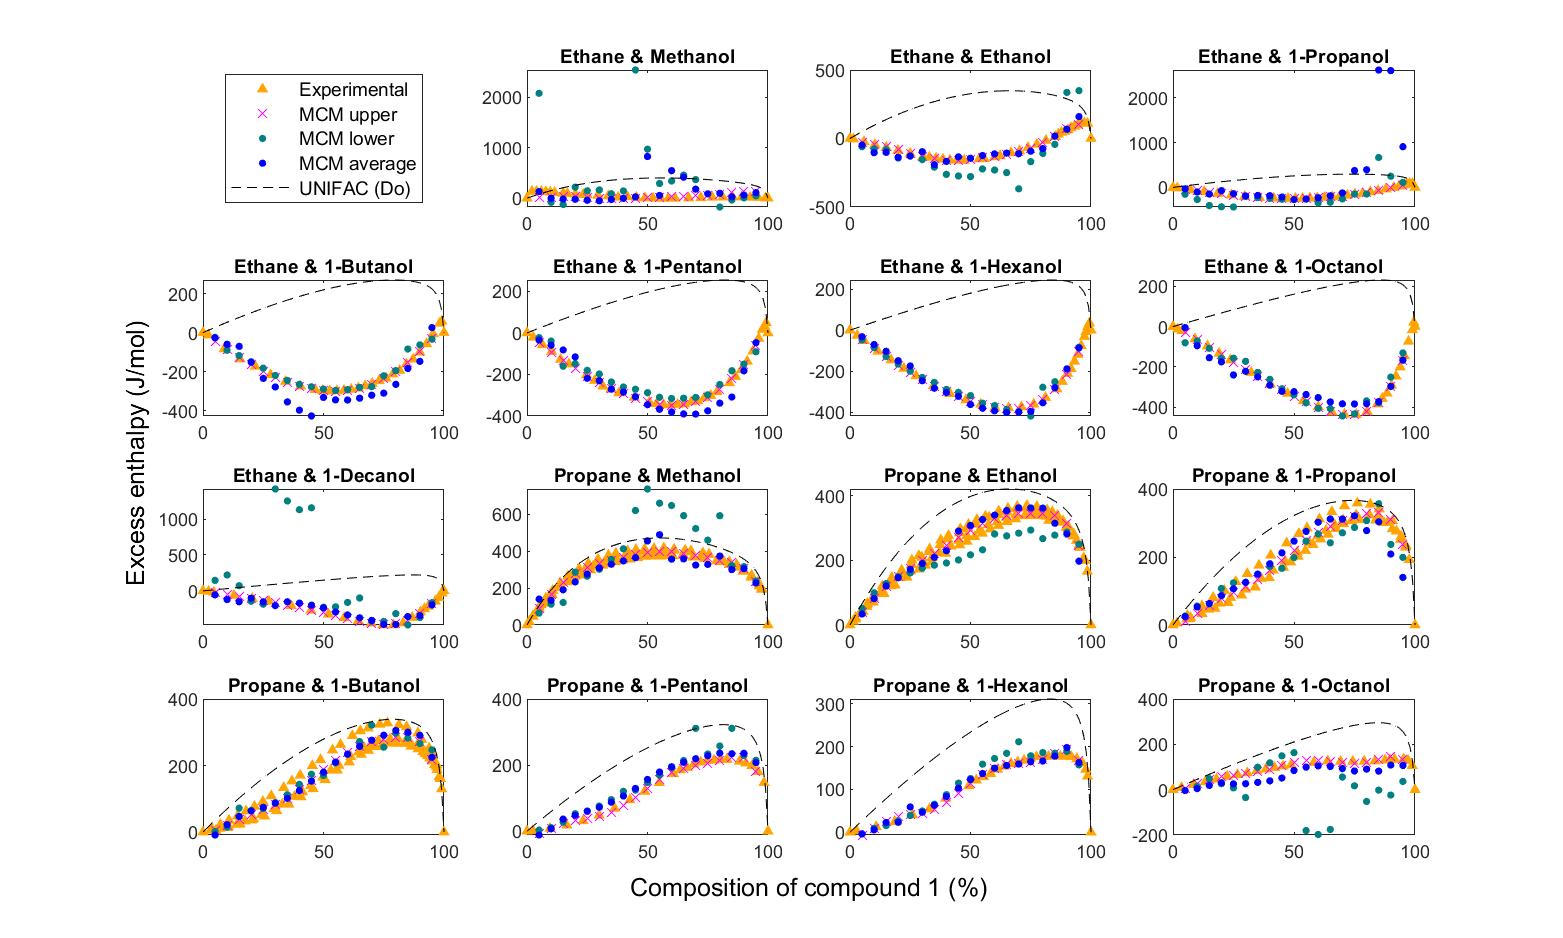 Ethane & Methanol
Ethane & Ethanol
Ethane & 1-Propanol
Experimental
MCM upper
MCM lower
MCM average
UNIFAC (Do)
2000
1000
0
0 50 100
500
0
-500
0 50 100
2000
1000
0
0 50 100
Ethane & 1-Butanol
Ethane & 1-Pentanol
Ethane & 1-Hexanol
Ethane & 1-Octanol
200
0
-200
-400
0 50 100
200
0
-200
-400
0 50 100
200
0
-200
-400
0 50 100
200
0
-200
-400
0 50 100
Excess enthalpy (J/mol)
Ethane & 1-Decanol
Propane & Methanol
Propane & Ethanol
Propane & 1-Propanol
1000
500
0
0 50 100
600
400
200
0
0 50 100
400
200
0
0 50 100
400
200
0
0 50 100
Propane & 1-Butanol
Propane & 1-Pentanol
Propane & 1-Hexanol
Propane & 1-Octanol
400
200
0
0 50 100
400
200
0
0 50 100
300
200
100
0
0 50 100
400
200
0
-200
0 50 100
Composition of compound 1 (%)